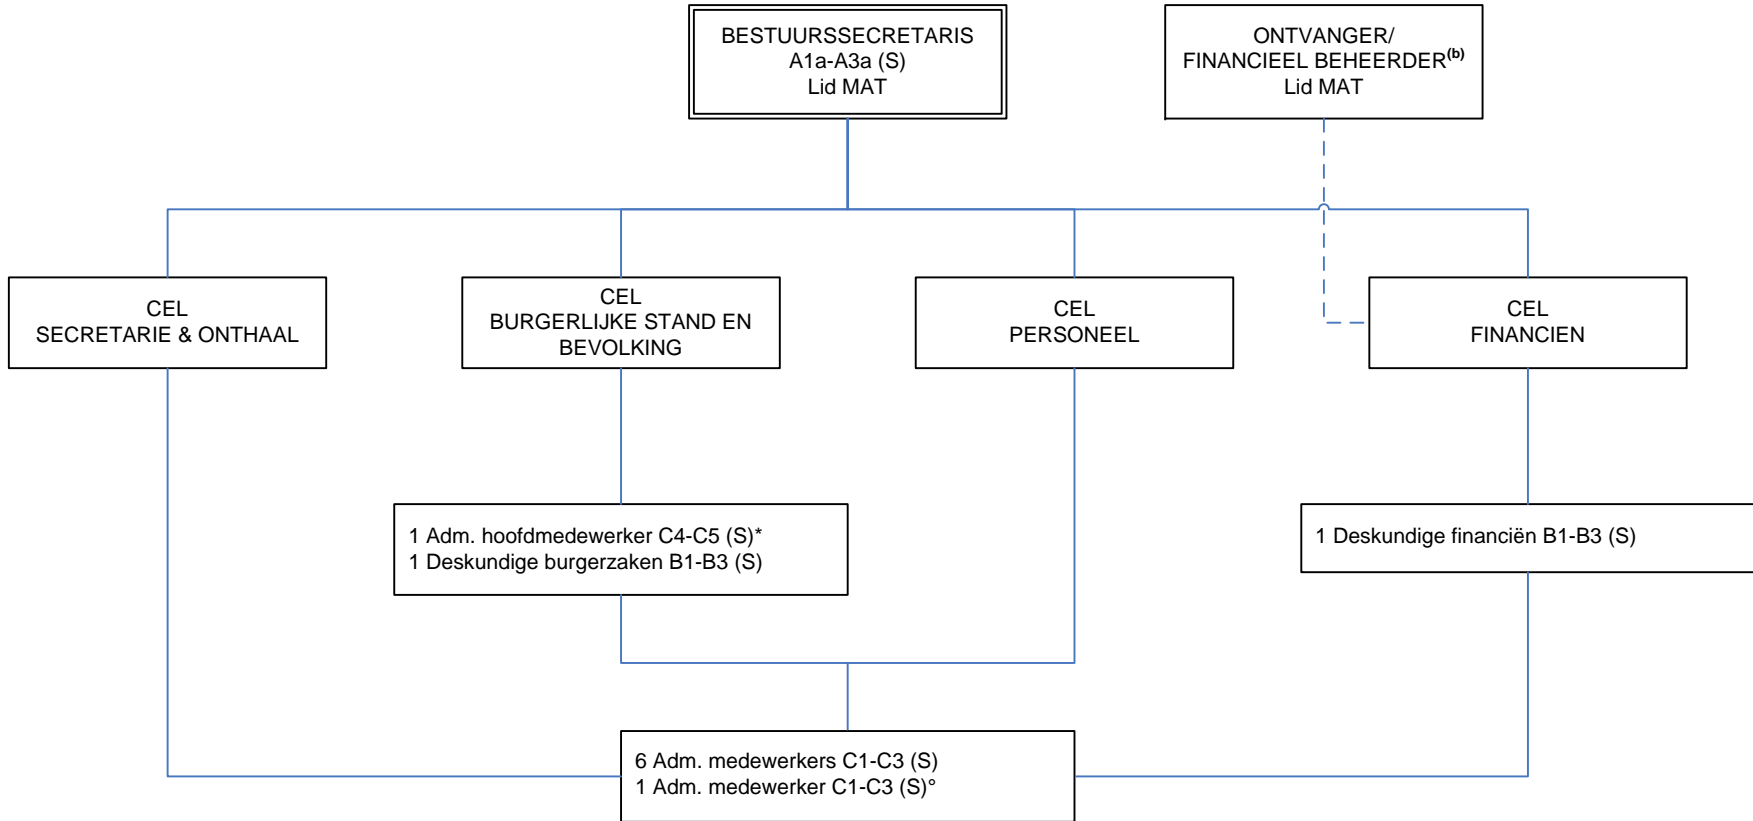 BESTUURSSECRETARIS
A1a-A3a (S)
Lid MAT
ONTVANGER/
FINANCIEEL BEHEERDER(b)
Lid MAT
CEL
SECRETARIE & ONTHAAL
CEL
BURGERLIJKE STAND EN
BEVOLKING
CEL
PERSONEEL
CEL
FINANCIEN
1 Adm. hoofdmedewerker C4-C5 (S)*
1 Deskundige burgerzaken B1-B3 (S)
1 Deskundige financiën B1-B3 (S)
6 Adm. medewerkers C1-C3 (S)
1 Adm. medewerker C1-C3 (S)°